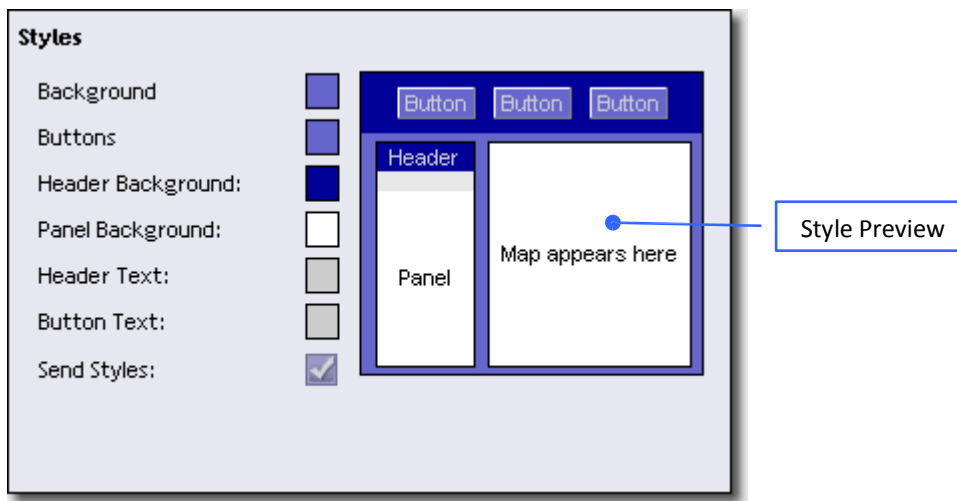 Styles
Background
Buttons
Header Background:
Panel Background:
Header Text:
Button Text:
Send Styles:
Button Button Button
Header
Panel
Map appears here
Style Preview